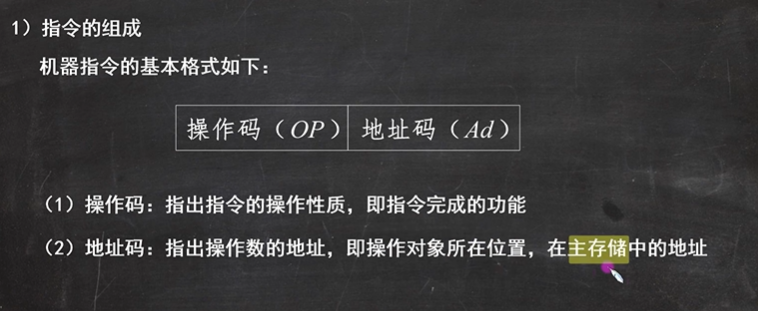 1）指令的组成
机器指令的基本格式如下：
操作码（OP） 地址码（Ad）
（1）操作码：指出指令的操作性质，即指令完成的功能
（2）地址码：指出操作数的地址，即操作对象所在位置，在主存储中的地址